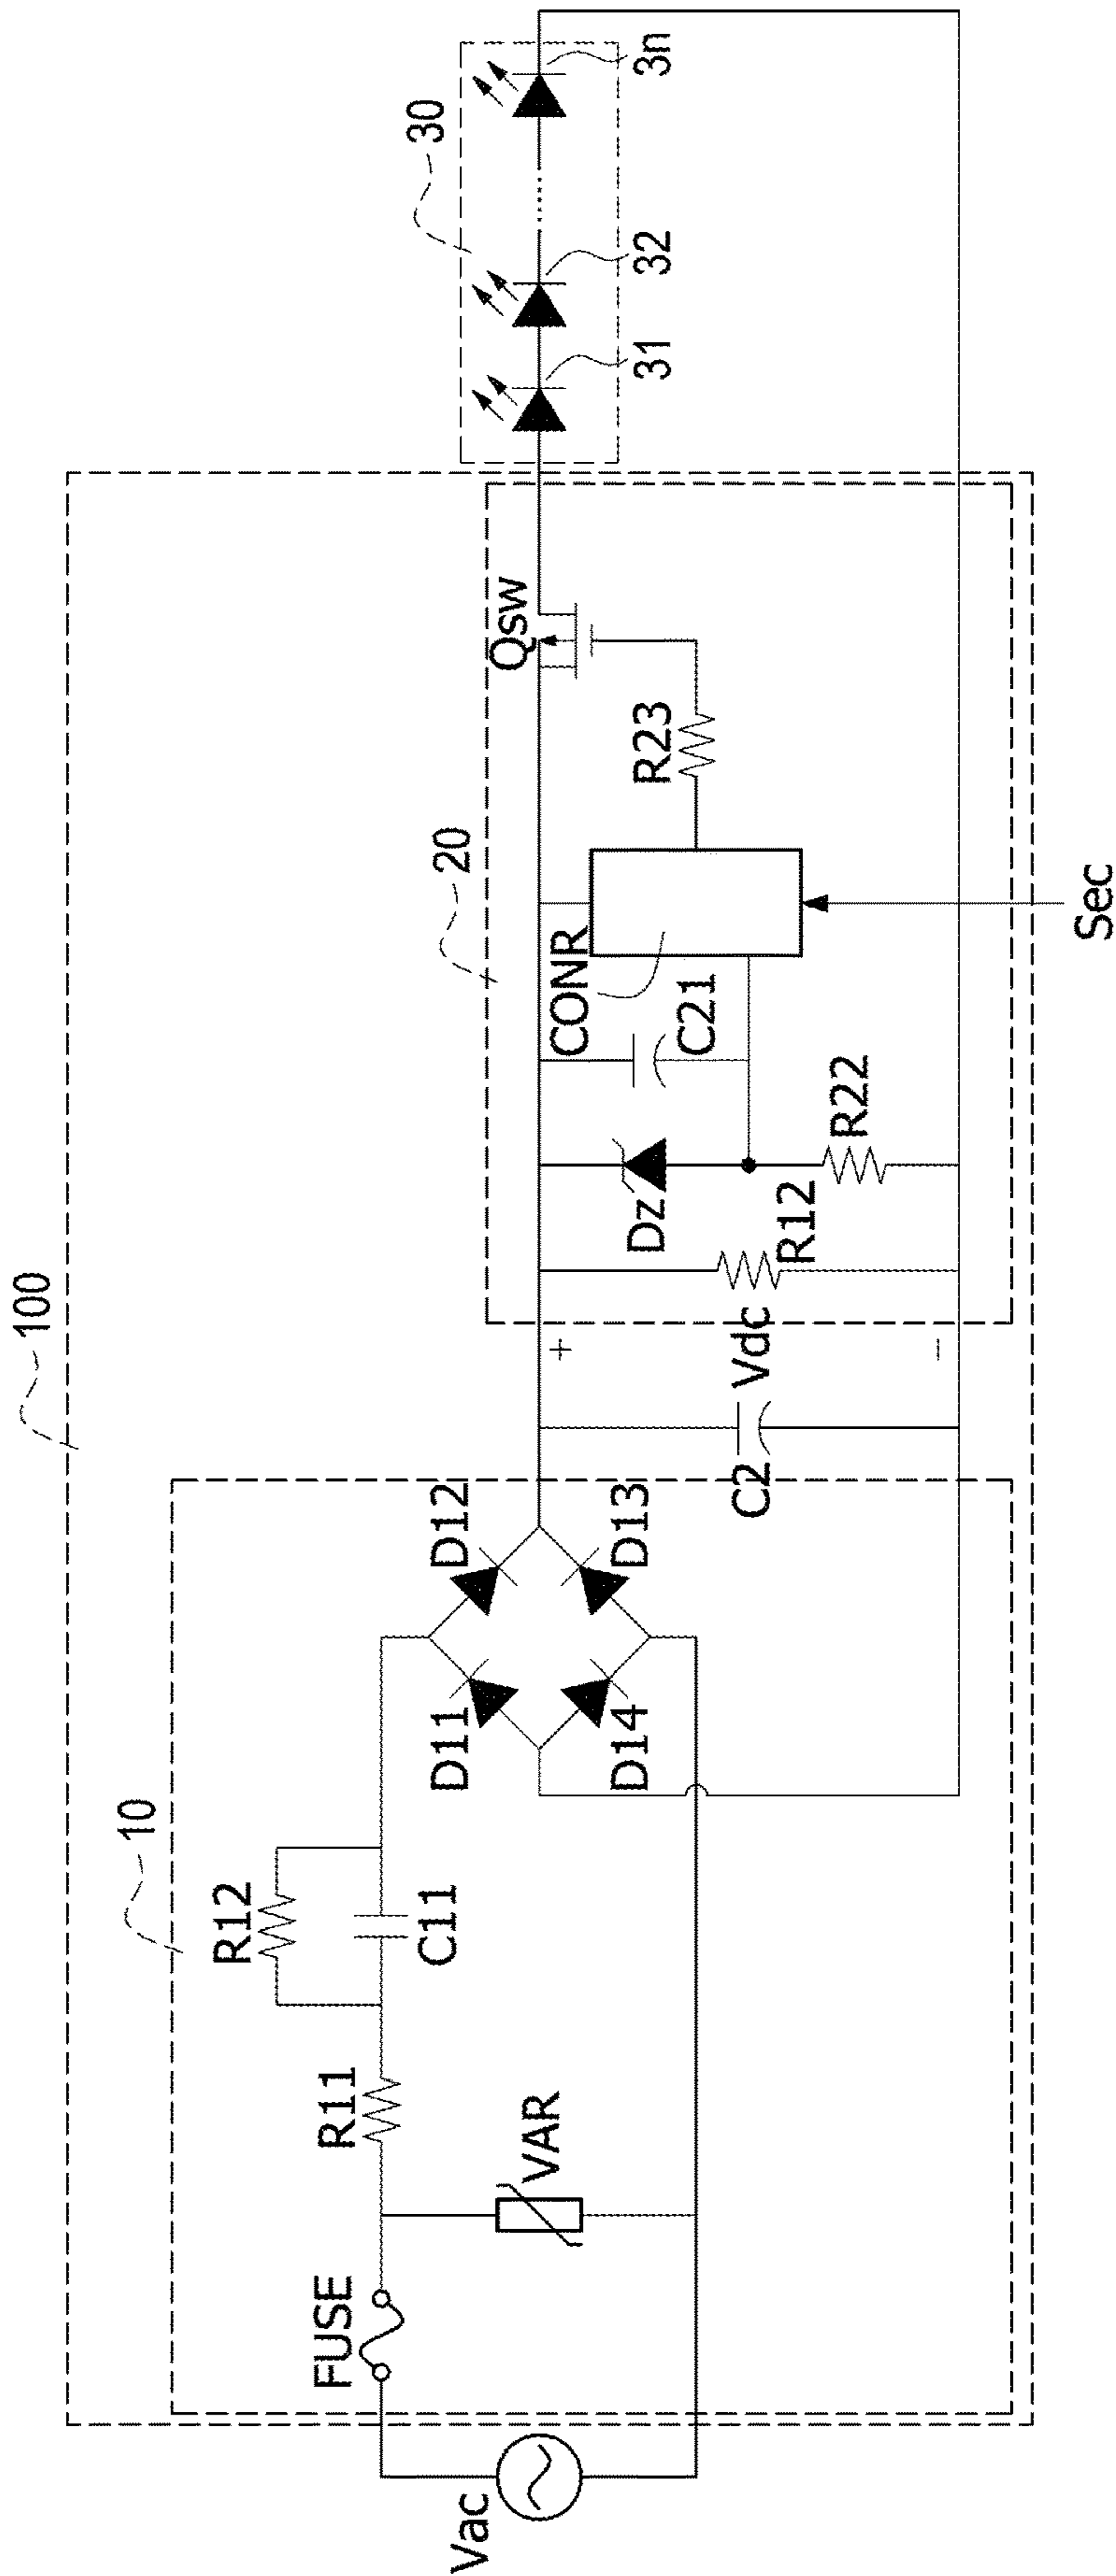 100
10
20
30
Vac
FUSE
VAR
R11
R12
C11
D11
D12
D14
D13
C2
Vdc
+
−
R12
Dz
R22
C21
CONR
R23
Qsw
Sec
31
32
3n